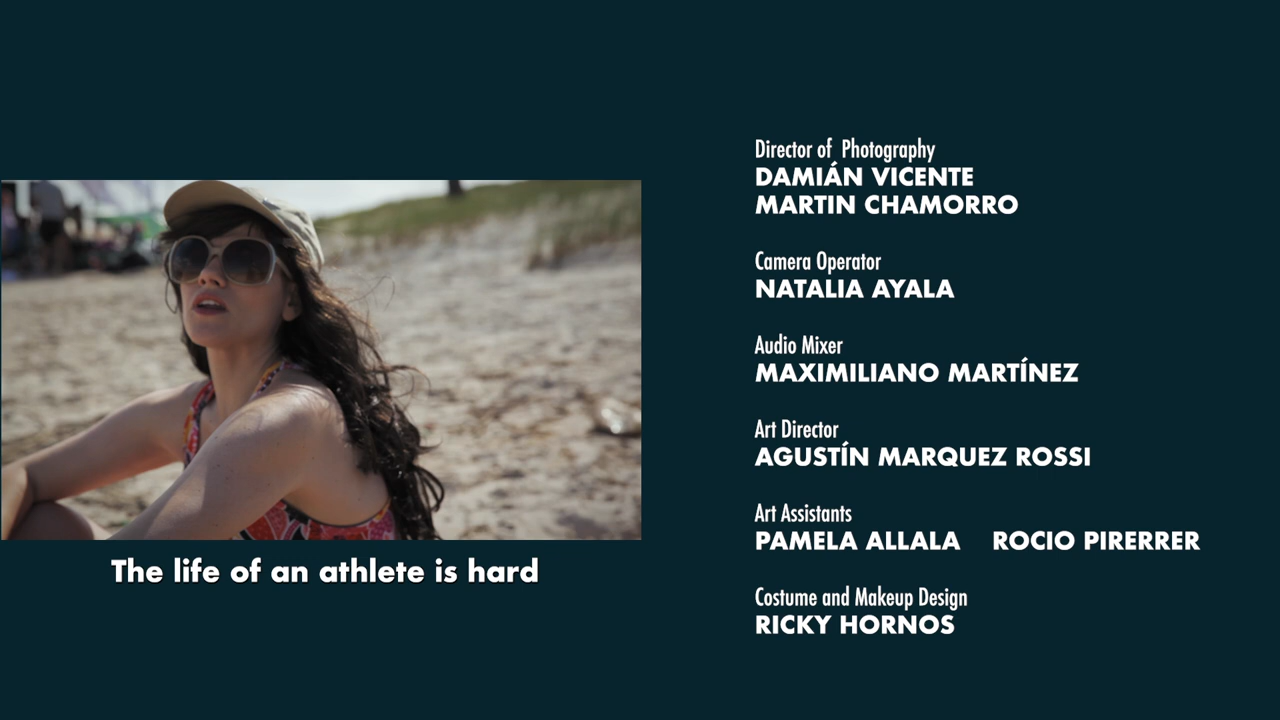 Director of Photography
DAMIÁN VICENTE
MARTIN CHAMORRO
Camera Operator
NATALIA AYALA
Audio Mixer
MAXIMILIANO MARTÍNEZ
Art Director
AGUSTÍN MARQUEZ ROSSI
Art Assistants
PAMELA ALLALA ROCIO PIRERRER
Costume and Makeup Design
RICKY HORNOS
The life of an athlete is hard